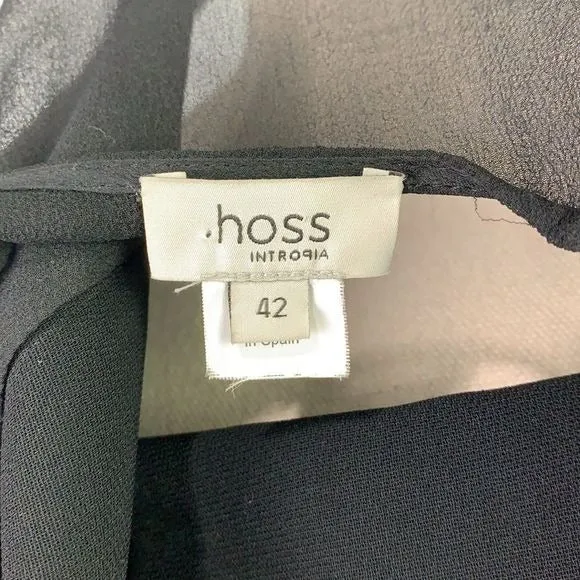 .hoss
INTROPIA
42
in Spain